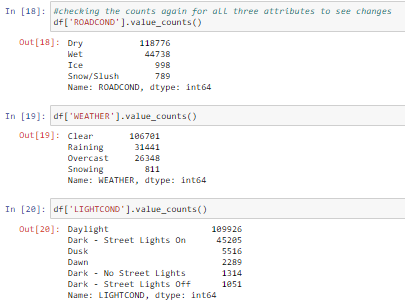 In [18]: #checking the counts again for all three attributes to see changes
df['ROADCOND'].value_counts()
Out[18]: Dry 118776
Wet 44738
Ice 998
Snow/Slush 789
Name: ROADCOND, dtype: int64
In [19]: df['WEATHER'].value_counts()
Out[19]: Clear 106701
Raining 31441
Overcast 26348
Snowing 811
Name: WEATHER, dtype: int64
In [20]: df['LIGHTCOND'].value_counts()
Out[20]: Daylight 109926
Dark - Street Lights On 45205
Dusk 5516
Dawn 2289
Dark - No Street Lights 1314
Dark - Street Lights Off 1051
Name: LIGHTCOND, dtype: int64